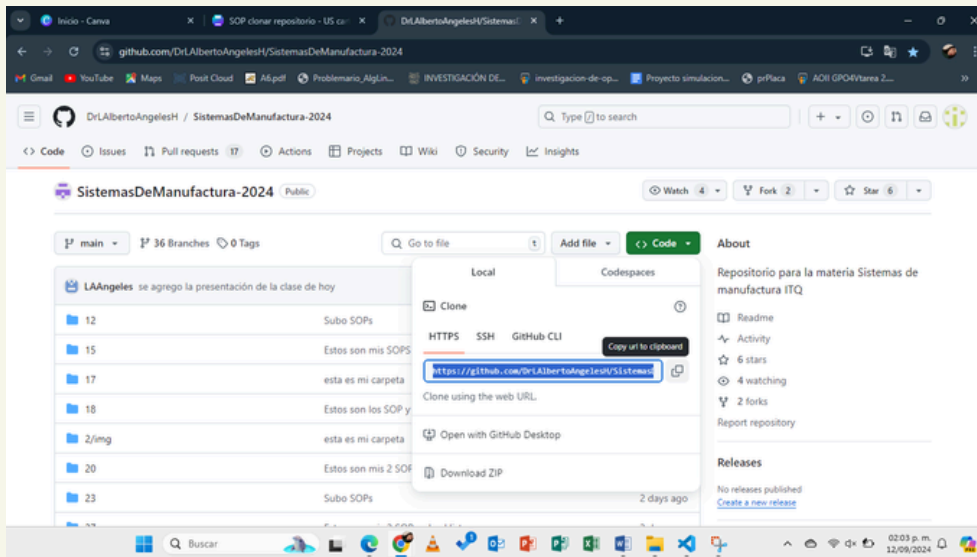 Inicio - Canva
SOP clonar repositorio - US can
DrLAlbertoAngelesH/Sistemas
github.com/DrLAlbertoAngelesH/SistemasDeManufactura-2024
Gmail YouTube Maps Posit Cloud A6.pdf Problemario_AlgLin... INVESTIGACIÓN DE... investigacion-de-op... Proyecto simulacion... prPlaca AOII GPO4Vtarea 2.... »
DrLAlbertoAngelesH / SistemasDeManufactura-2024
Type / to search
Code Issues Pull requests 17 Actions Projects Wiki Security Insights
SistemasDeManufactura-2024 Public
Watch 4 Fork 2 Star 6
main 36 Branches 0 Tags
Go to file t Add file <> Code
LAAngeles se agrego la presentación de la clase de hoy
12 Subo SOPs
15 Estos son mis SOPS
17 esta es mi carpeta
18 Estos son los SOP y
2/img esta es mi carpeta
20 Estos son mis 2 SOP
23 Subo SOPs 2 days ago
Local Codespaces
Clone
HTTPS SSH GitHub CLI
Copy url to clipboard
https://github.com/DrLAlbertoAngelesH/Sistemas
Clone using the web URL.
Open with GitHub Desktop
Download ZIP
About
Repositorio para la materia Sistemas de
manufactura ITQ
Readme
Activity
6 stars
4 watching
2 forks
Report repository
Releases
No releases published
Create a new release
Buscar
02:03 p. m.
12/09/2024